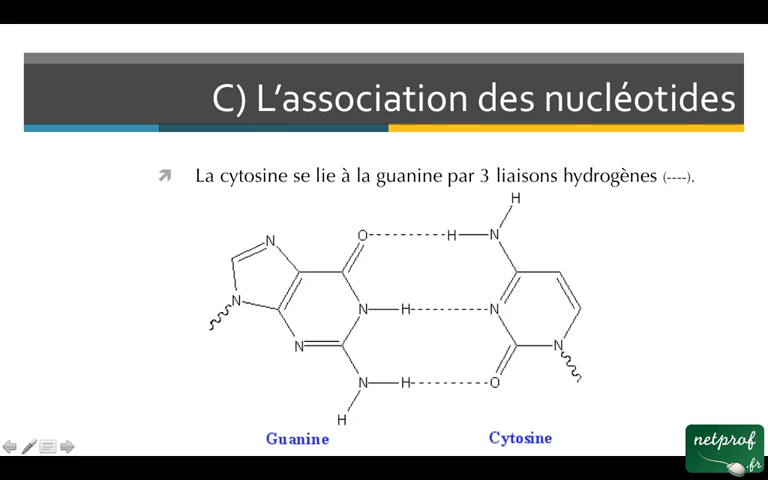 C) L'association des nucléotides
La cytosine se lie à la guanine par 3 liaisons hydrogènes (----).
H
O H N
N
N H N
N
N N
N H O
H
Guanine Cytosine
netprof
.fr